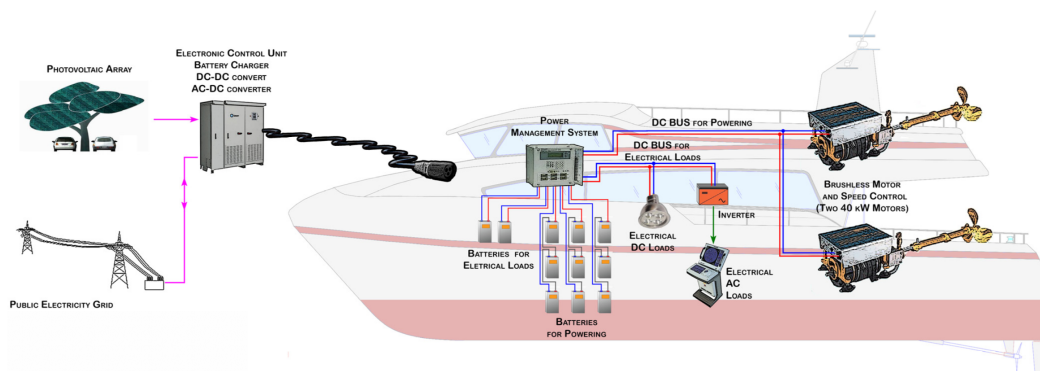 Photovoltaic Array
Electronic Control Unit
Battery Charger
DC-DC convert
AC-DC converter
Public Electricity Grid
Power
Management System
DC BUS for Powering
DC BUS for
Electrical Loads
Inverter
Electrical
DC Loads
Electrical
AC
Loads
Batteries for
Eletrical Loads
Batteries
for Powering
Brushless Motor
and Speed Control
(Two 40 kW Motors)